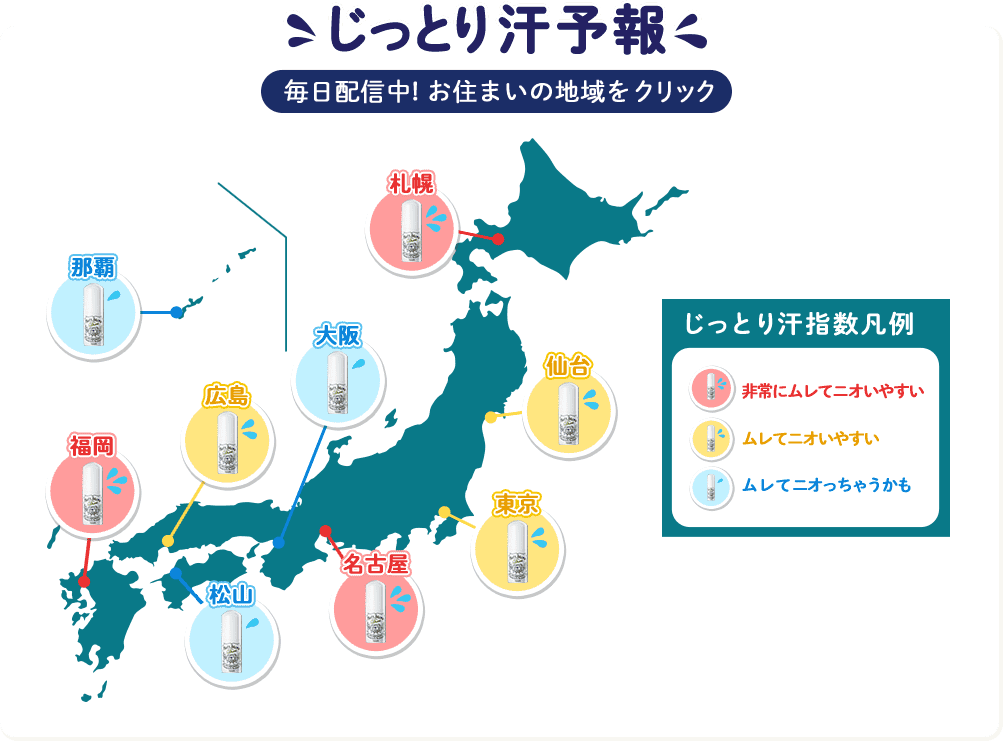 じっとり汗予報
毎日配信中! お住まいの地域をクリック
札幌
那覇
大阪
仙台
広島
福岡
東京
名古屋
松山
じっとり汗指数凡例
非常にムレてニオいやすい
ムレてニオいやすい
ムレてニオっちゃうかも